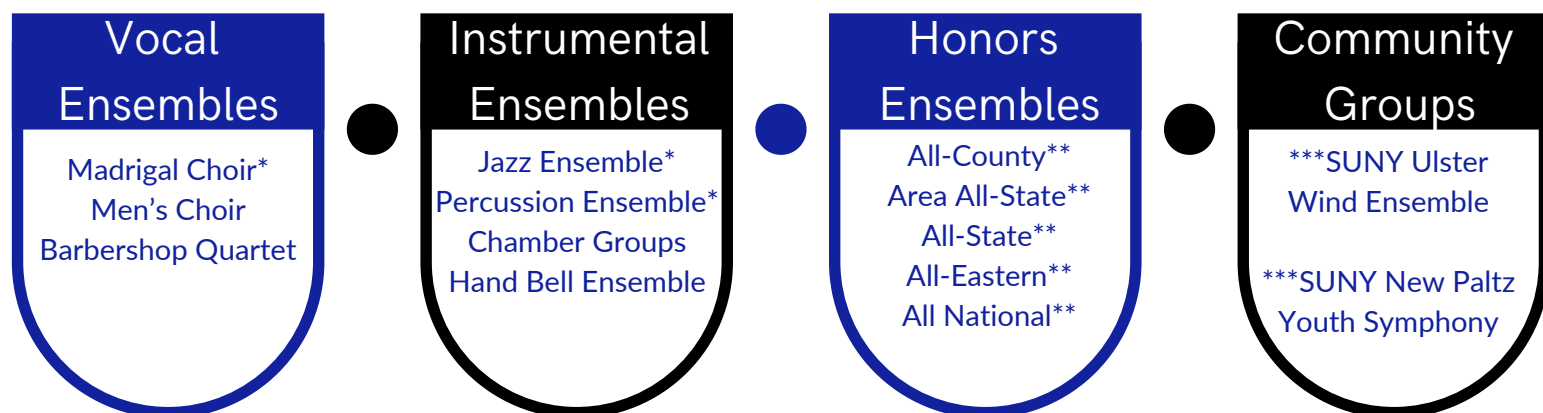 Vocal
Ensembles
Madrigal Choir*
Men's Choir
Barbershop Quartet
Instrumental
Ensembles
Jazz Ensemble*
Percussion Ensemble*
Chamber Groups
Hand Bell Ensemble
Honors
Ensembles
All-County**
Area All-State**
All-State**
All-Eastern**
All National**
Community
Groups
***SUNY Ulster
Wind Ensemble
***SUNY New Paltz
Youth Symphony